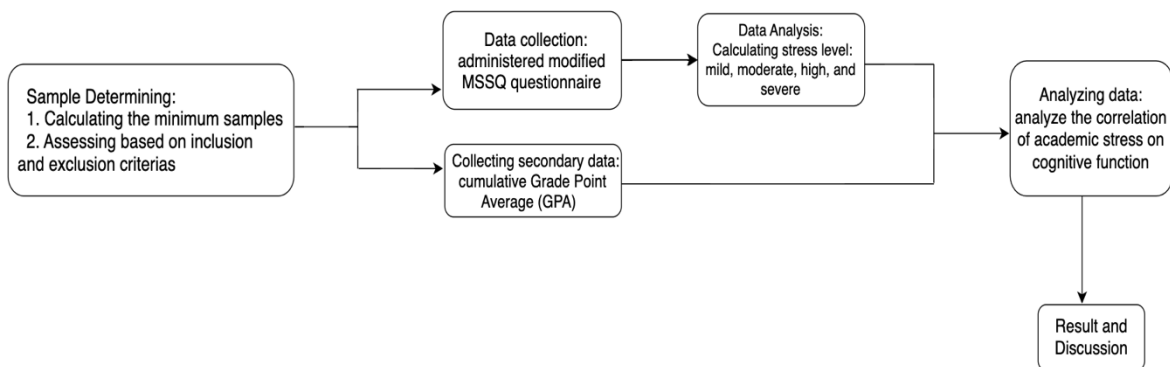 Sample Determining:
1. Calculating the minimum samples
2. Assessing based on inclusion
and exclusion criterias
Data collection:
administered modified
MSSQ questionnaire
Data Analysis:
Calculating stress level:
mild, moderate, high, and
severe
Collecting secondary data:
cumulative Grade Point
Average (GPA)
Analyzing data:
analyze the correlation
of academic stress on
cognitive function
Result and
Discussion